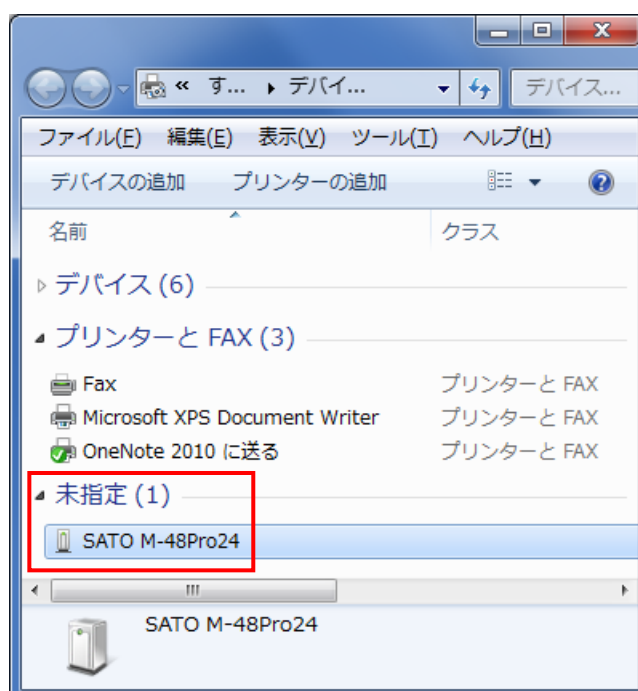 « す... ▸ デバイ... デバイス...
ファイル(F) 編集(E) 表示(V) ツール(T) ヘルプ(H)
デバイスの追加 プリンターの追加
名前 クラス
デバイス (6)
プリンターと FAX (3)
Fax プリンターと FAX
Microsoft XPS Document Writer プリンターと FAX
OneNote 2010 に送る プリンターと FAX
未指定 (1)
SATO M-48Pro24
SATO M-48Pro24